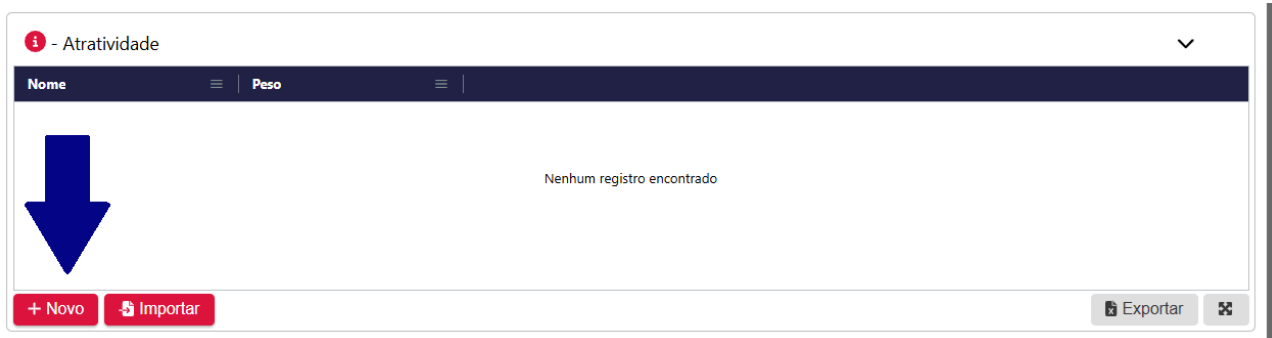 - Atratividade
Nome Peso
Nenhum registro encontrado
+ Novo Importar Exportar